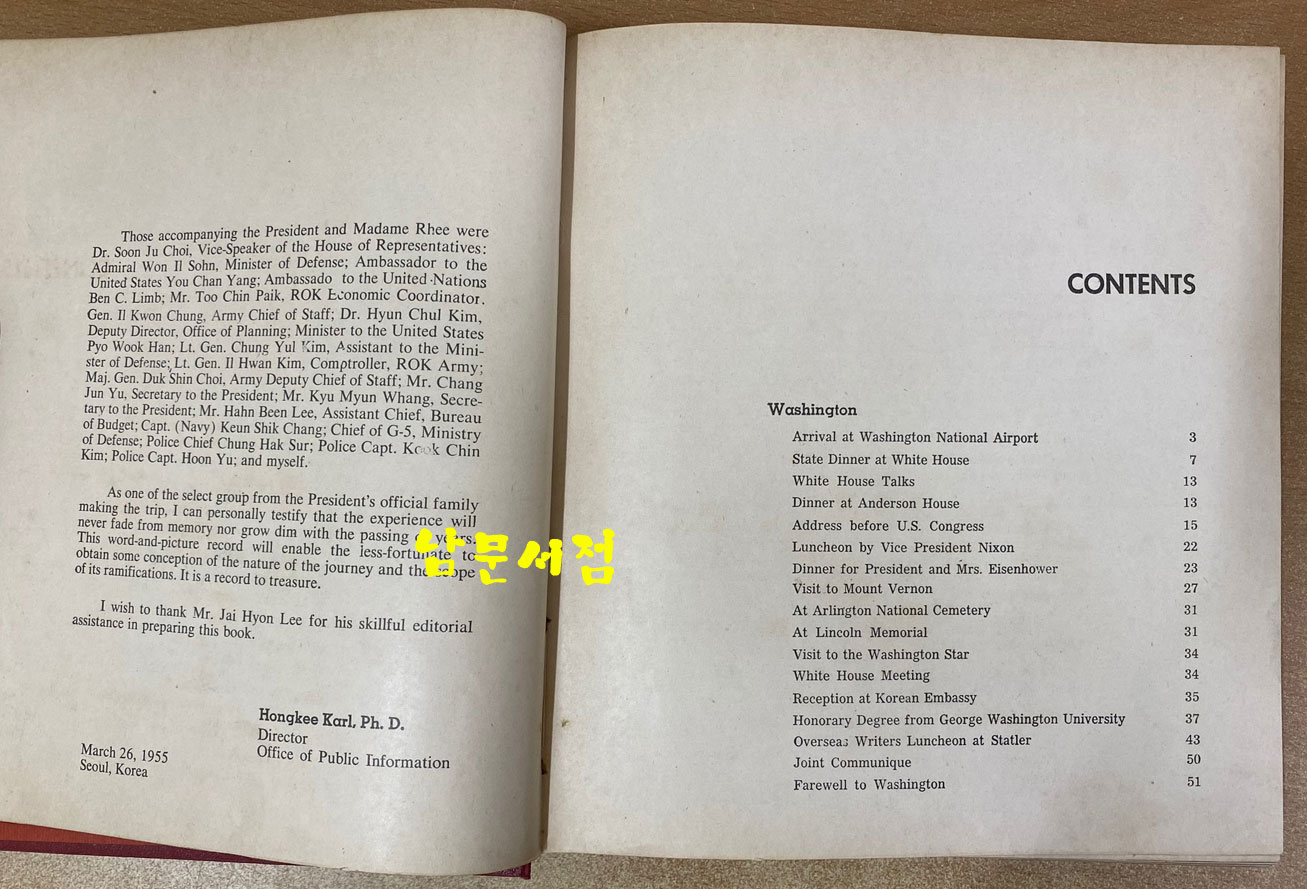 Those accompanying the President and Madame Rhee were
Dr. Soon Ju Choi, Vice-Speaker of the House of Representatives:
Admiral Won Il Sohn, Minister of Defense; Ambassador to the
United States You Chan Yang; Ambassado to the United Nations
Ben C. Limb; Mr. Too Chin Paik, ROK Economic Coordinator.
Gen. Il Kwon Chung, Army Chief of Staff; Dr. Hyun Chul Kim,
Deputy Director, Office of Planning; Minister to the United States
Pyo Wook Han; Lt. Gen. Chung Yul Kim, Assistant to the Mini-
ster of Defense; Lt. Gen. Il Hwan Kim, Comptroller, ROK Army;
Maj. Gen. Duk Shin Choi, Army Deputy Chief of Staff; Mr. Chang
Jun Yu, Secretary to the President; Mr. Kyu Myun Whang, Secre-
tary to the President; Mr. Hahn Been Lee, Assistant Chief, Bureau
of Budget; Capt. (Navy) Keun Shik Chang; Chief of G-5, Ministry
of Defense; Police Chief Chung Hak Sur; Police Capt. Kook Chin
Kim; Police Capt. Hoon Yu; and myself.
As one of the select group from the President's official family
making the trip, I can personally testify that the experience will
never fade from memory nor grow dim with the passing of years.
This word-and-picture record will enable the less-fortunate to
obtain some conception of the nature of the journey and the scope
of its ramifications. It is a record to treasure.
I wish to thank Mr. Jai Hyon Lee for his skillful editorial
assistance in preparing this book.
Hongkee Karl, Ph. D.
Director
Office of Public Information
March 26, 1955
Seoul, Korea
남문서점
CONTENTS
Washington
Arrival at Washington National Airport 3
State Dinner at White House 7
White House Talks 13
Dinner at Anderson House 13
Address before U.S. Congress 15
Luncheon by Vice President Nixon 22
Dinner for President and Mrs. Eisenhower 23
Visit to Mount Vernon 27
At Arlington National Cemetery 31
At Lincoln Memorial 31
Visit to the Washington Star 34
White House Meeting 34
Reception at Korean Embassy 35
Honorary Degree from George Washington University 37
Overseas Writers Luncheon at Statler 43
Joint Communique 50
Farewell to Washington 51